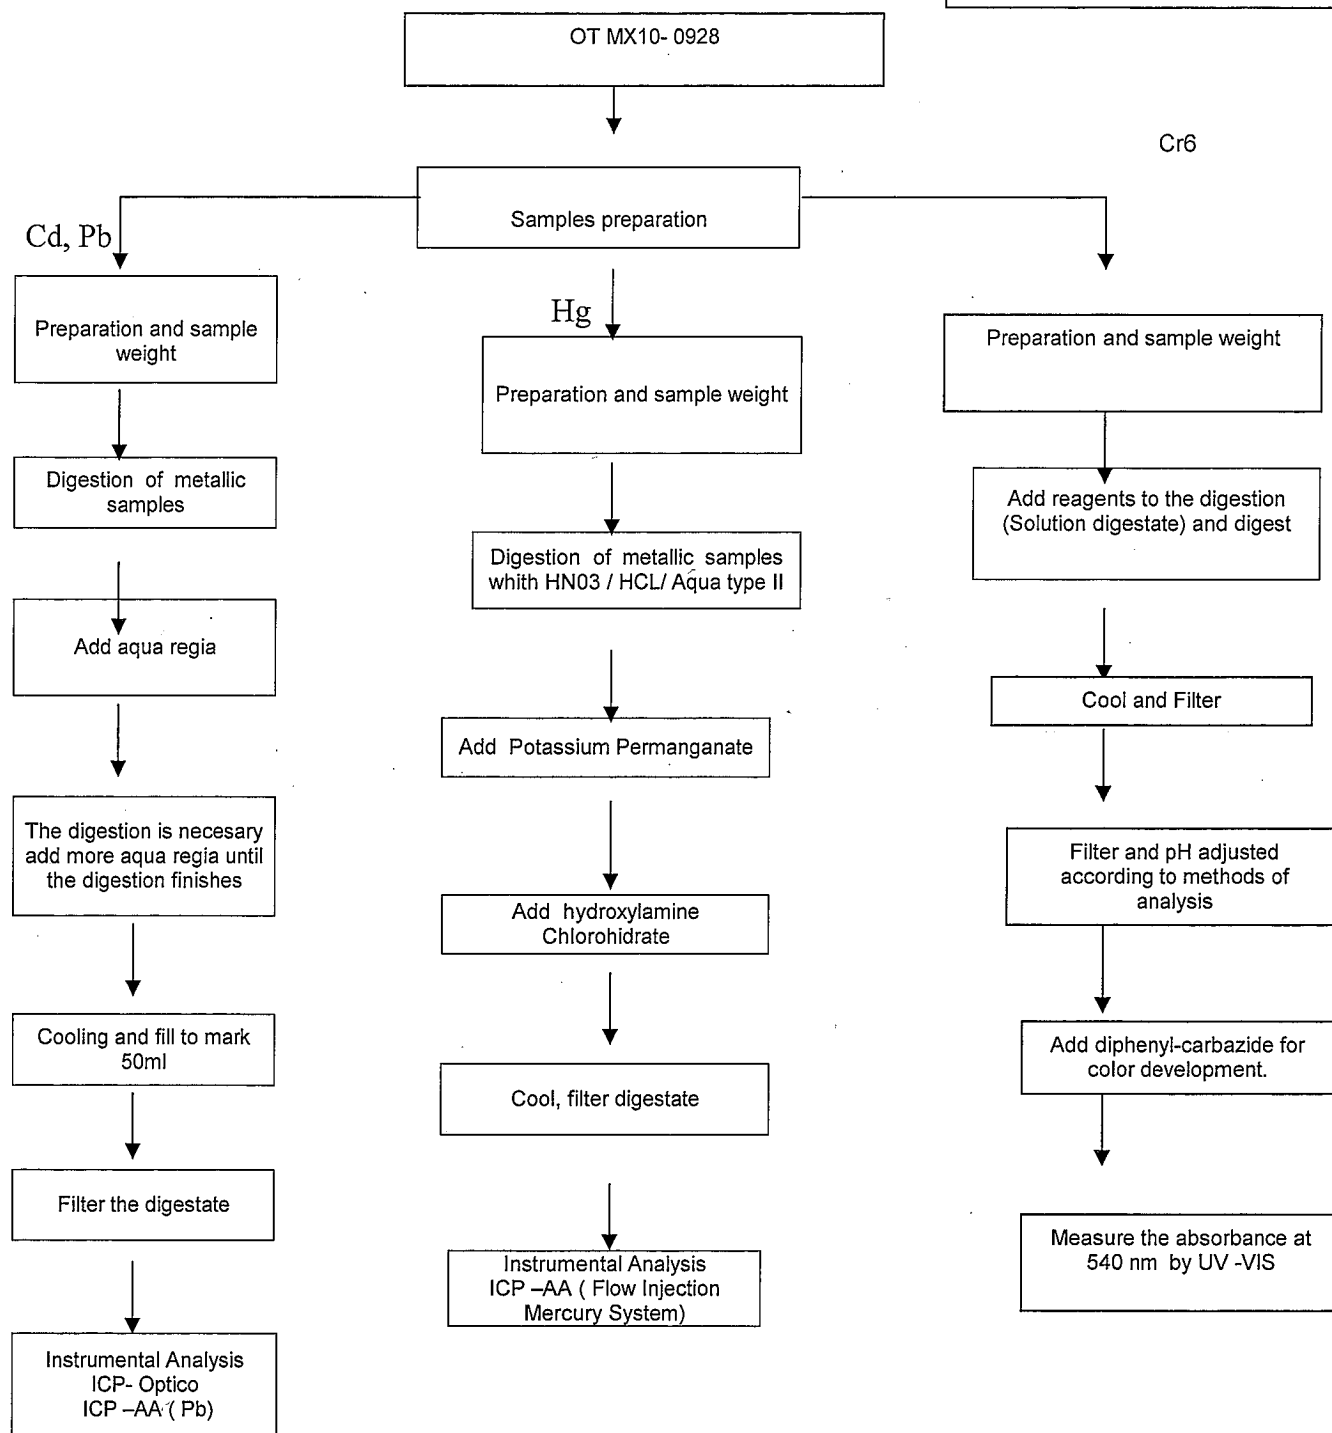 OT MX10- 0928
Cr6
Samples preparation
Cd, Pb
Preparation and sample
weight
Digestion of metallic
samples
Add aqua regia
The digestion is necesary
add more aqua regia until
the digestion finishes
Cooling and fill to mark
50ml
Filter the digestate
Instrumental Analysis
ICP- Optico
ICP –AA ( Pb)
Hg
Preparation and sample weight
Digestion of metallic samples
whith HN03 / HCL/ Aqua type II
Add Potassium Permanganate
Add hydroxylamine
Chlorohidrate
Cool, filter digestate
Instrumental Analysis
ICP –AA ( Flow Injection
Mercury System)
Preparation and sample weight
Add reagents to the digestion
(Solution digestate) and digest
Cool and Filter
Filter and pH adjusted
according to methods of
analysis
Add diphenyl-carbazide for
color development.
Measure the absorbance at
540 nm by UV -VIS